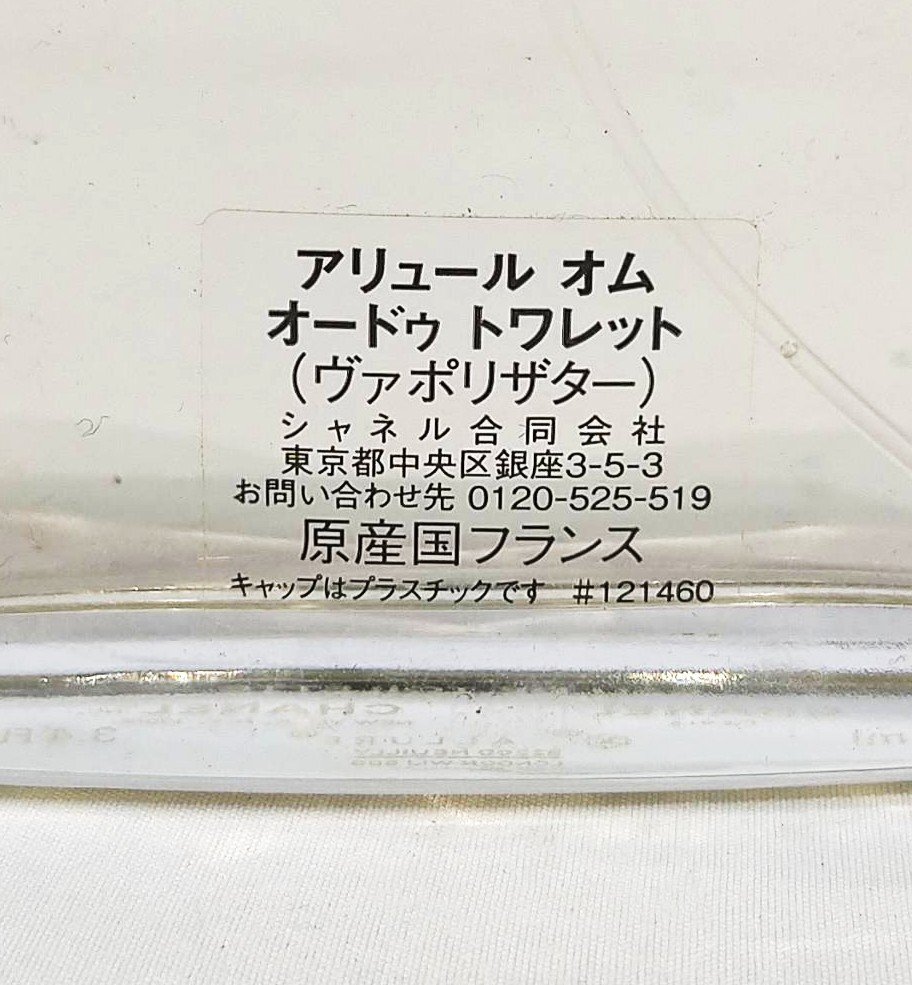 アリュール オム
オードゥ トワレット
(ヴァポリザター)
シャネル合同会社
東京都中央区銀座3-5-3
お問い合わせ先 0120-525-519
原産国フランス
キャップはプラスチックです #121460
CHANEL
ALLURE